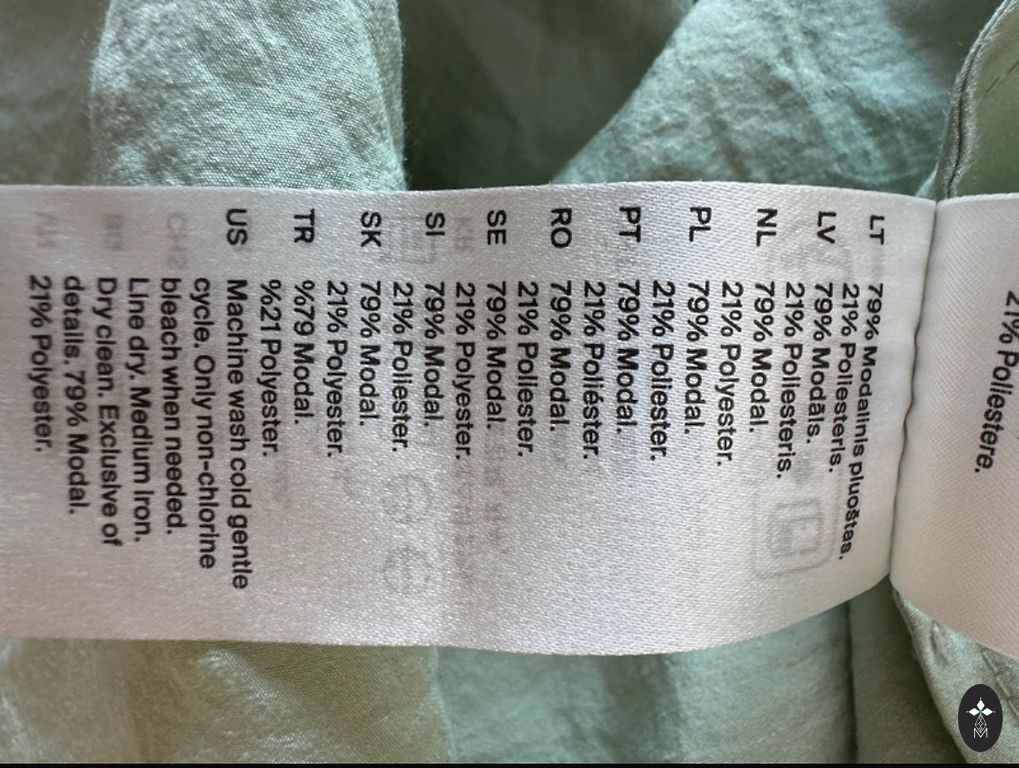 LT 79% Modalinis pluoštas.
21% Poliesteris.
LV 79% Modāls.
21% Poliesteris.
NL 79% Modal.
21% Polyester.
PL 79% Modal.
21% Poliester.
PT 79% Modal.
21% Poliéster.
RO 79% Modal.
21% Poliester.
SE 79% Modal.
21% Polyester.
SI 79% Modal.
21% Poliester.
SK 79% Modal.
21% Polyester.
TR %79 Modal.
%21 Polyester.
US Machine wash cold gentle
cycle. Only non-chlorine
bleach when needed.
Line dry. Medium iron.
Dry clean. Exclusive of
details. 79% Modal.
21% Polyester.
21% Poliestere.
M